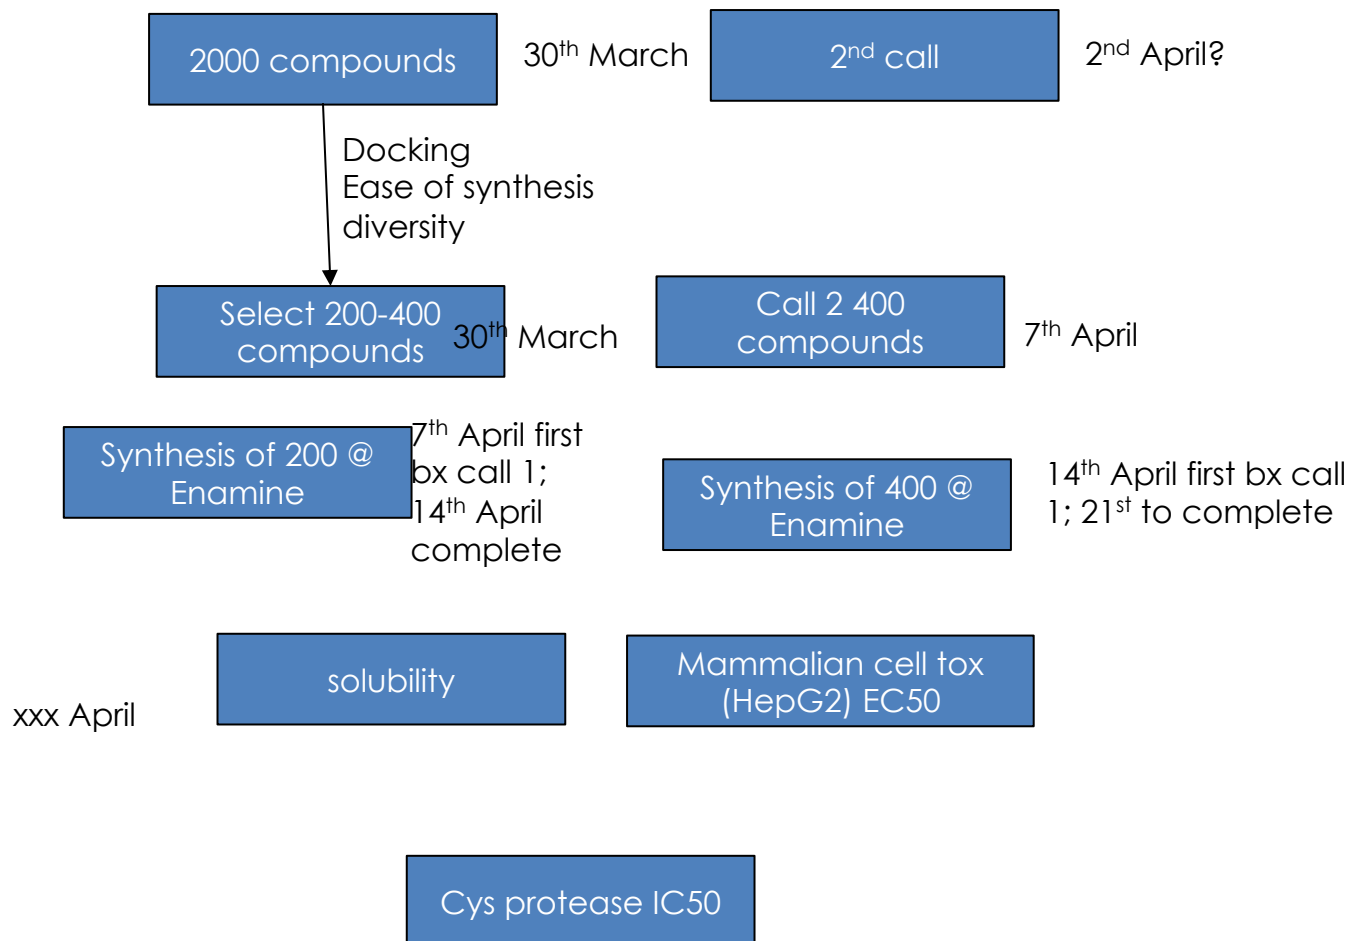 2000 compounds
30th March
2nd call
2nd April?
Docking
Ease of synthesis
diversity
Select 200-400
compounds
30th March
Call 2 400
compounds
7th April
Synthesis of 200 @
Enamine
7th April first
bx call 1;
14th April
complete
Synthesis of 400 @
Enamine
14th April first bx call
1; 21st to complete
xxx April
solubility
Mammalian cell tox
(HepG2) EC50
Cys protease IC50